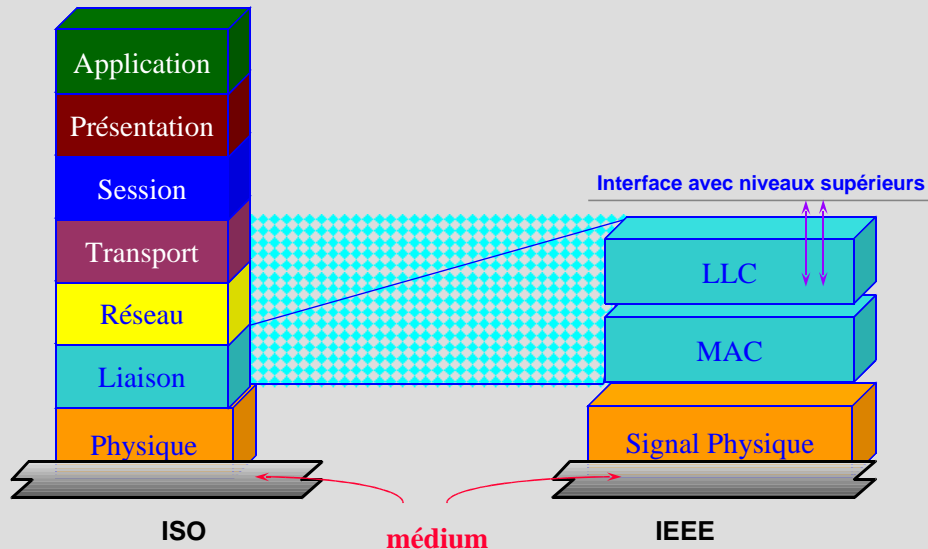 Application
Présentation
Session
Transport
Réseau
Liaison
Physique
ISO
Interface avec niveaux supérieurs
LLC
MAC
Signal Physique
IEEE
médium